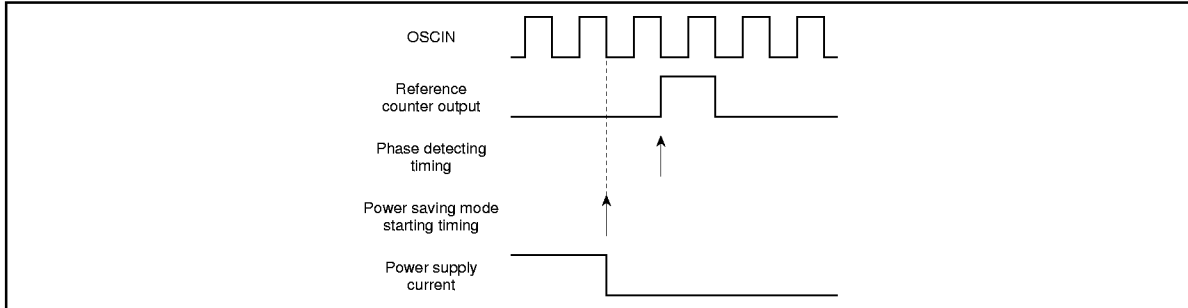 OSCIN
Reference
counter output
Phase detecting
timing
Power saving mode
starting timing
Power supply
current